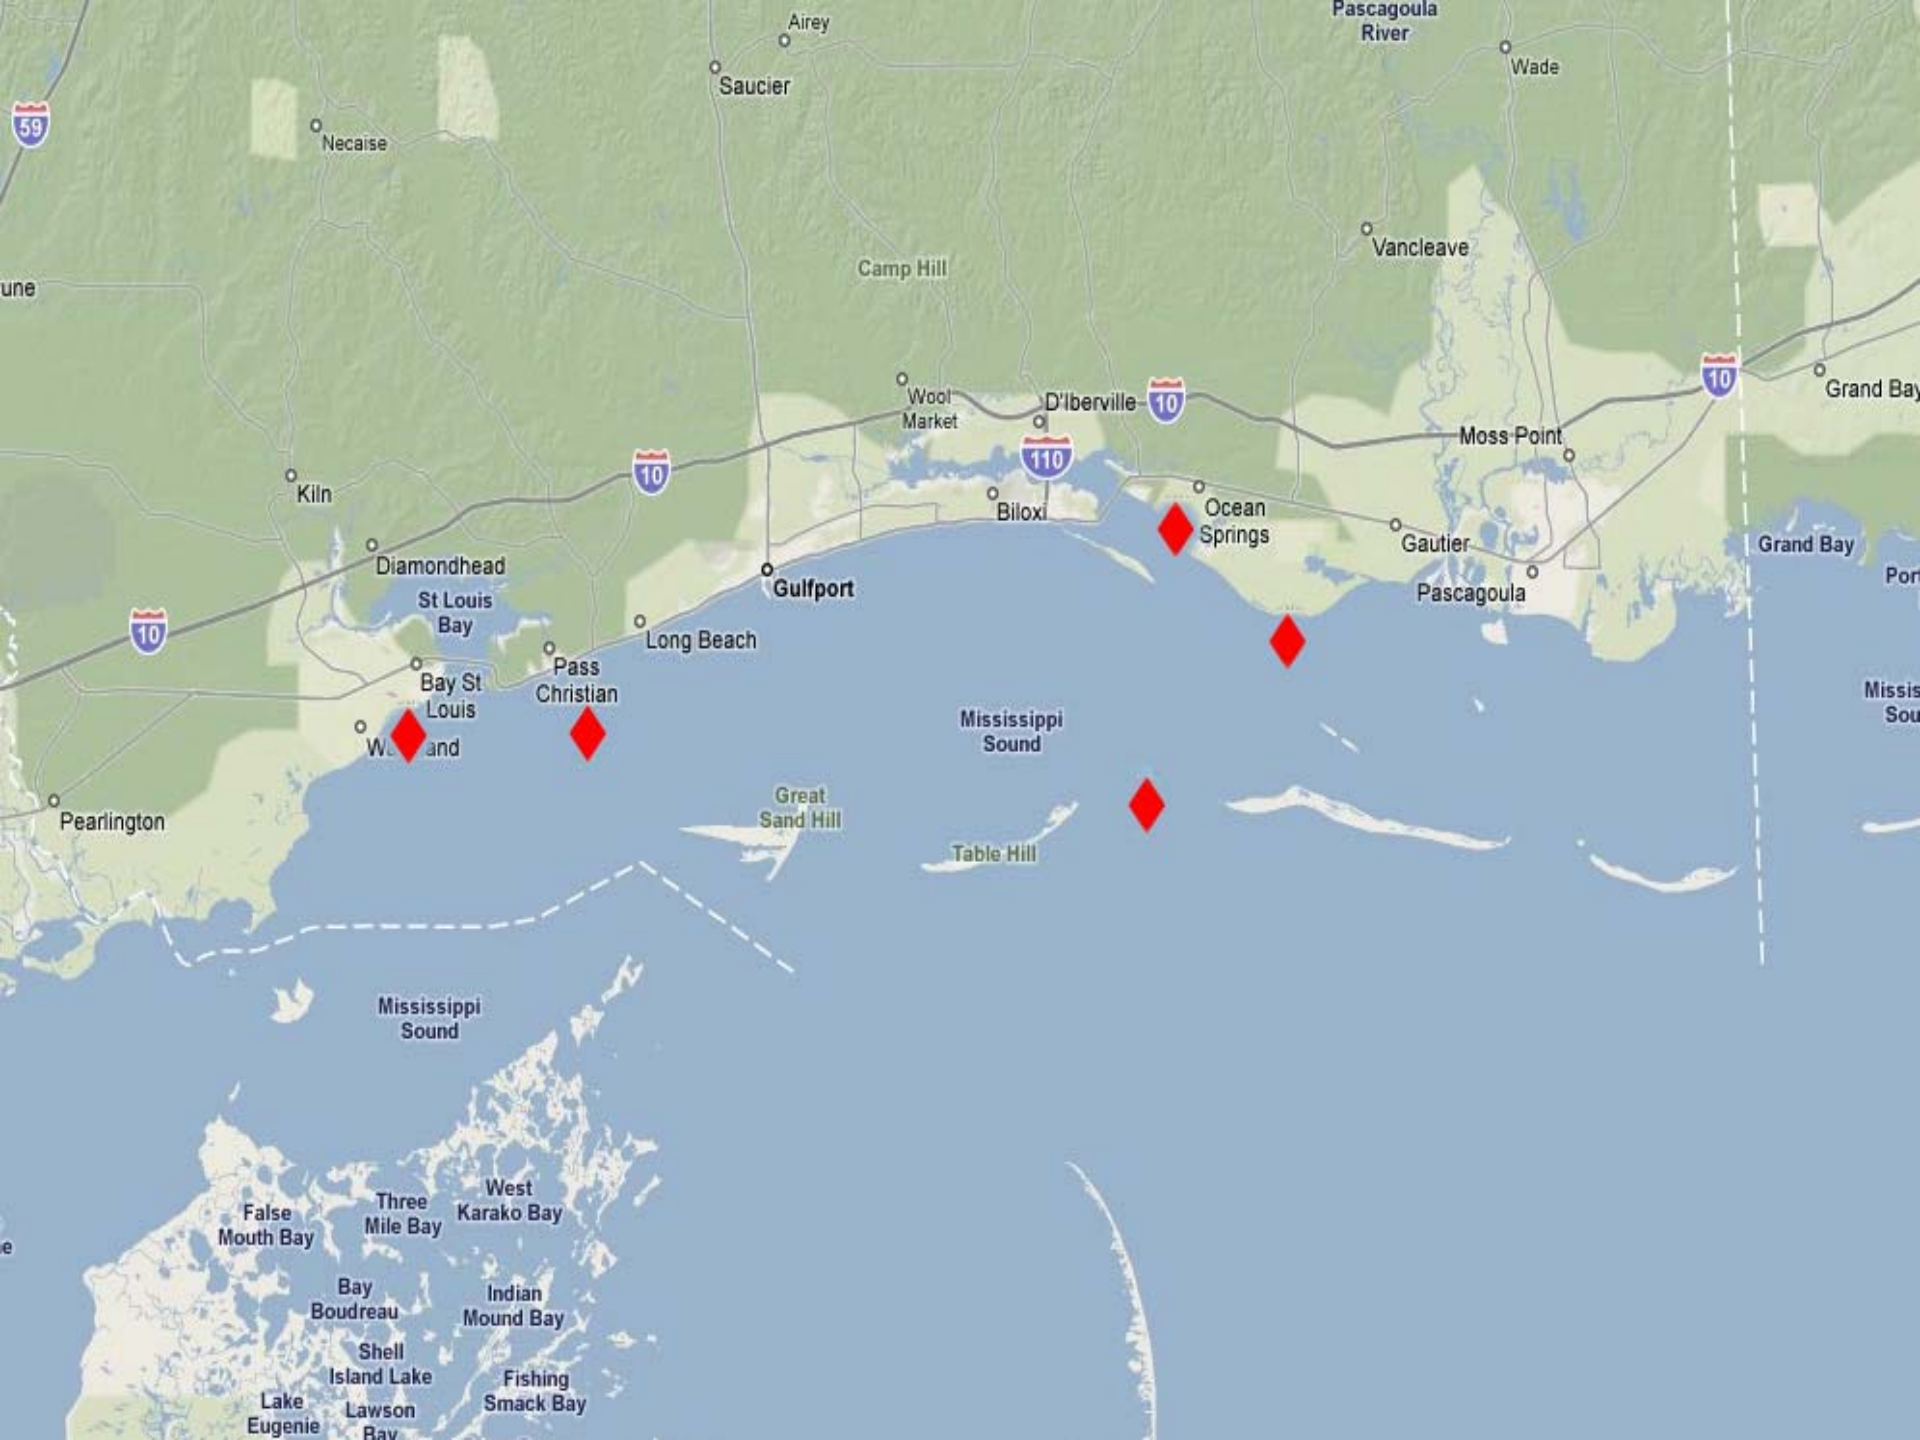 Pascagoula
River
Airey
Saucier
Wade
59
Necaise
Vancleave
Camp Hill
une
10
Grand Bay
Wool
Market
D'Iberville
10
Moss Point
110
10
Kiln
Biloxi
Ocean
Springs
Gautier
Grand Bay
Diamondhead
St Louis
Bay
Gulfport
Pascagoula
Port
10
Long Beach
Pass
Christian
Bay St
Louis
Mississippi
Sound
Missis
Sou
Great
Sand Hill
Pearlington
Table Hill
Mississippi
Sound
West
Karako Bay
Three
Mile Bay
False
Mouth Bay
e
Bay
Boudreau
Indian
Mound Bay
Shell
Island Lake
Fishing
Smack Bay
Lake
Eugenie
Lawson
Bay